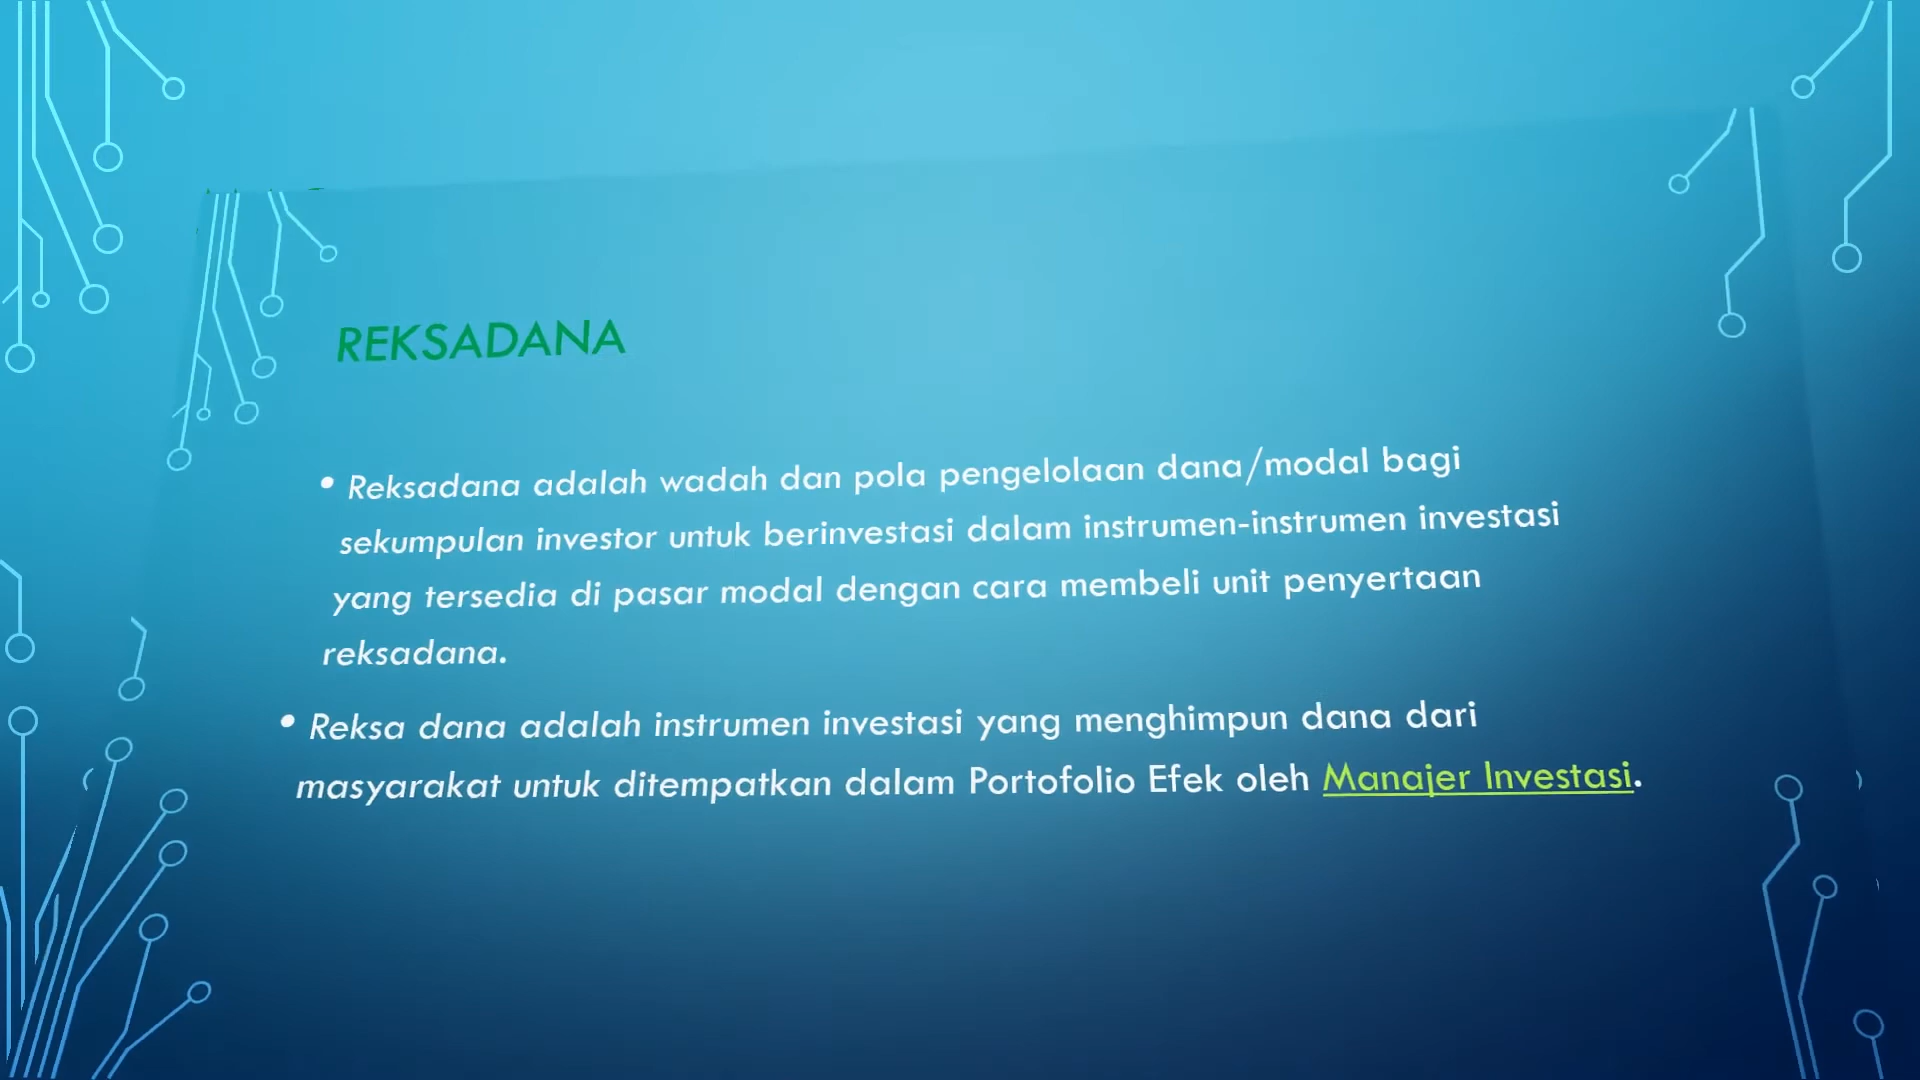 REKSADANA
• Reksadana adalah wadah dan pola pengelolaan dana/modal bagi
sekumpulan investor untuk berinvestasi dalam instrumen-instrumen investasi
yang tersedia di pasar modal dengan cara membeli unit penyertaan
reksadana.
• Reksa dana adalah instrumen investasi yang menghimpun dana dari
masyarakat untuk ditempatkan dalam Portofolio Efek oleh Manajer Investasi.